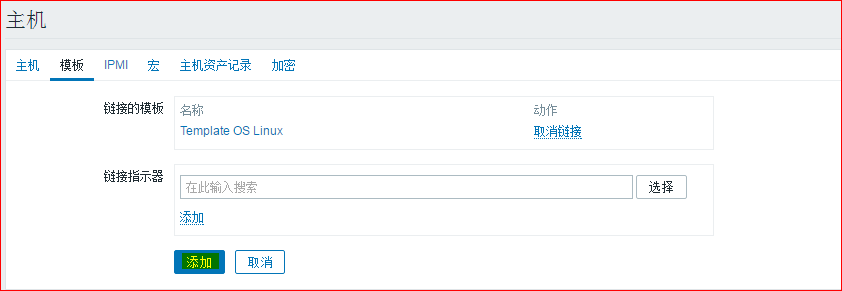 主机
主机 模板 IPMI 宏 主机资产记录 加密
链接的模板 名称 动作
Template OS Linux 取消链接
链接指示器 在此输入搜索 选择
添加
添加 取消